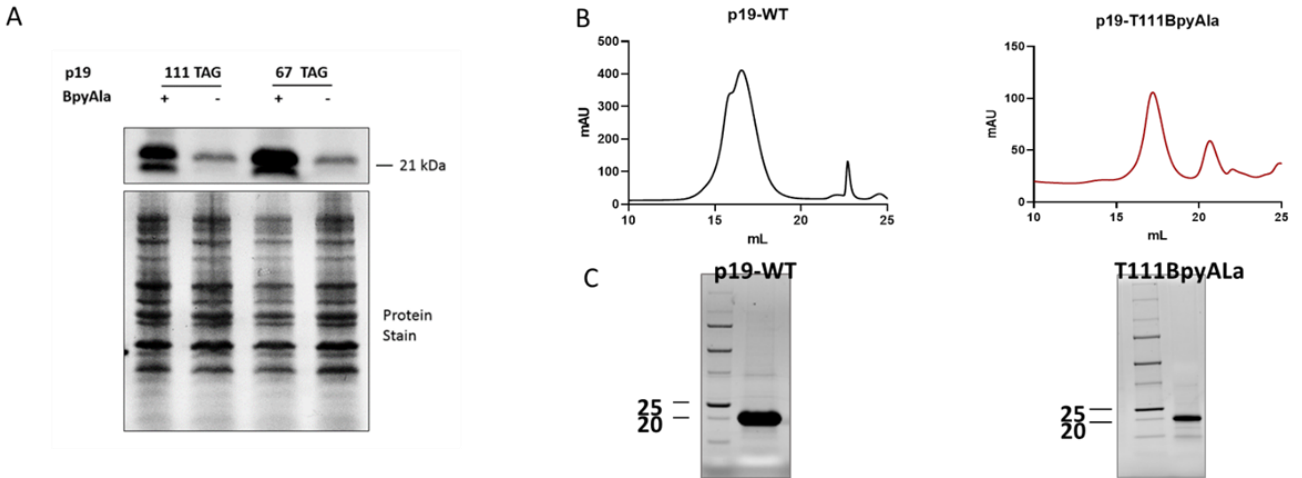 A
p19 111 TAG 67 TAG
BpyAla + - + -
21 kDa
Protein
Stain
B
p19-WT
500
400
300
200
100
0
mAU
10 15 20 25
mL
p19-T111BpyAla
150
100
50
0
mAU
10 15 20 25
mL
C
p19-WT
25
20
T111BpyALa
25
20